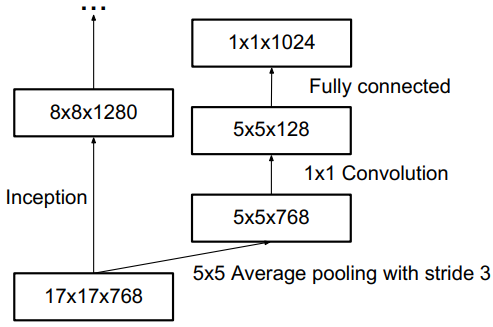 ...
1x1x1024
Fully connected
8x8x1280
5x5x128
1x1 Convolution
Inception
5x5x768
5x5 Average pooling with stride 3
17x17x768